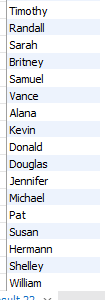 Timothy
Randall
Sarah
Britney
Samuel
Vance
Alana
Kevin
Donald
Douglas
Jennifer
Michael
Pat
Susan
Hermann
Shelley
William